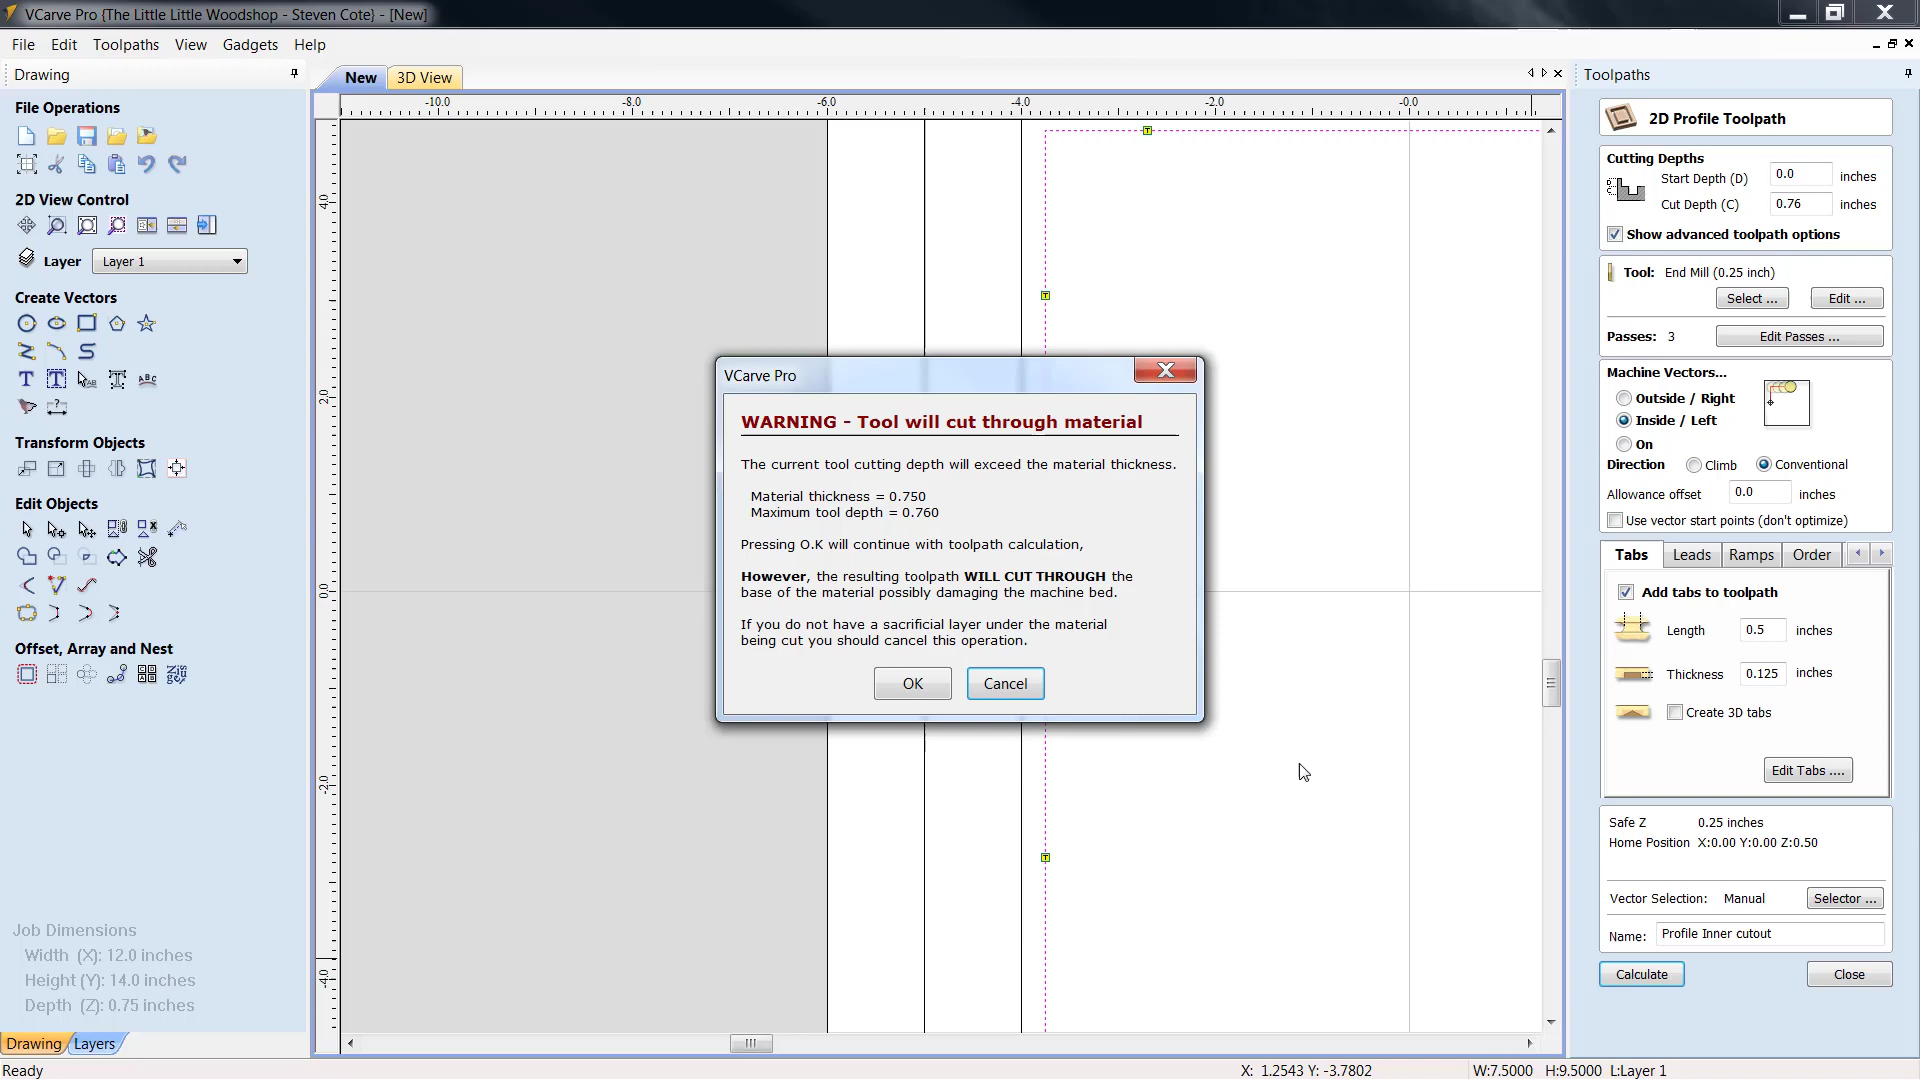 VCarve Pro {The Little Little Woodshop - Steven Cote} - [New]
File Edit Toolpaths View Gadgets Help
Drawing
File Operations
2D View Control
Layer Layer 1
Create Vectors
Transform Objects
Edit Objects
Offset, Array and Nest
Job Dimensions
Width (X): 12.0 inches
Height (Y): 14.0 inches
Depth (Z): 0.75 inches
Drawing Layers
Ready
New 3D View
-10.0 -8.0 -6.0 -4.0 -2.0 -0.0
4.0
2.0
0.0
-2.0
-4.0
VCarve Pro
WARNING - Tool will cut through material
The current tool cutting depth will exceed the material thickness.
Material thickness = 0.750
Maximum tool depth = 0.760
Pressing O.K will continue with toolpath calculation,
However, the resulting toolpath WILL CUT THROUGH the
base of the material possibly damaging the machine bed.
If you do not have a sacrificial layer under the material
being cut you should cancel this operation.
OK Cancel
Toolpaths
2D Profile Toolpath
Cutting Depths
Start Depth (D) 0.0 inches
Cut Depth (C) 0.76 inches
Show advanced toolpath options
Tool: End Mill (0.25 inch)
Select ... Edit ...
Passes: 3 Edit Passes ...
Machine Vectors...
Outside / Right
Inside / Left
On
Direction Climb Conventional
Allowance offset 0.0 inches
Use vector start points (don't optimize)
Tabs Leads Ramps Order
Add tabs to toolpath
Length 0.5 inches
Thickness 0.125 inches
Create 3D tabs
Edit Tabs ....
Safe Z 0.25 inches
Home Position X:0.00 Y:0.00 Z:0.50
Vector Selection: Manual Selector ...
Name: Profile Inner cutout
Calculate Close
X: 1.2543 Y: -3.7802 W:7.5000 H:9.5000 L:Layer 1